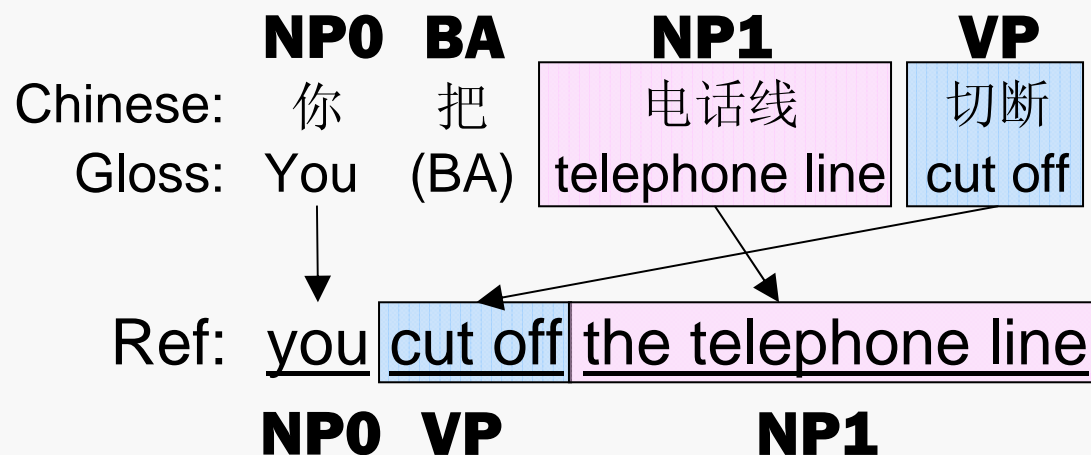 NP0 BA NP1 VP
Chinese: 你 把 电话线 切断
Gloss: You (BA) telephone line cut off
Ref: you cut off the telephone line
NP0 VP NP1